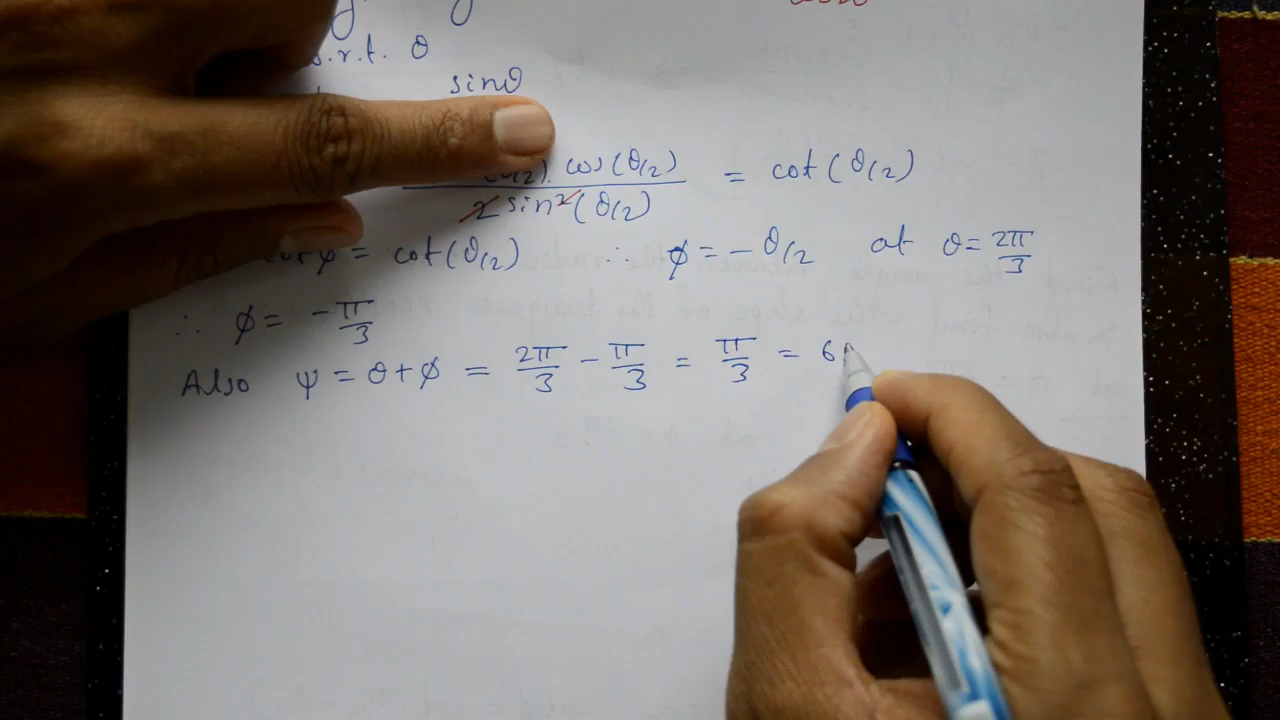 s.r.t. θ
sinθ
cos(θ/2) = cot(θ/2)
2 sin²(θ/2)
cot φ = cot(θ/2) ∴ φ = - θ/2 at θ = 2π/3
∴ φ = - π/3
Also ψ = θ + φ = 2π/3 - π/3 = π/3 = 6